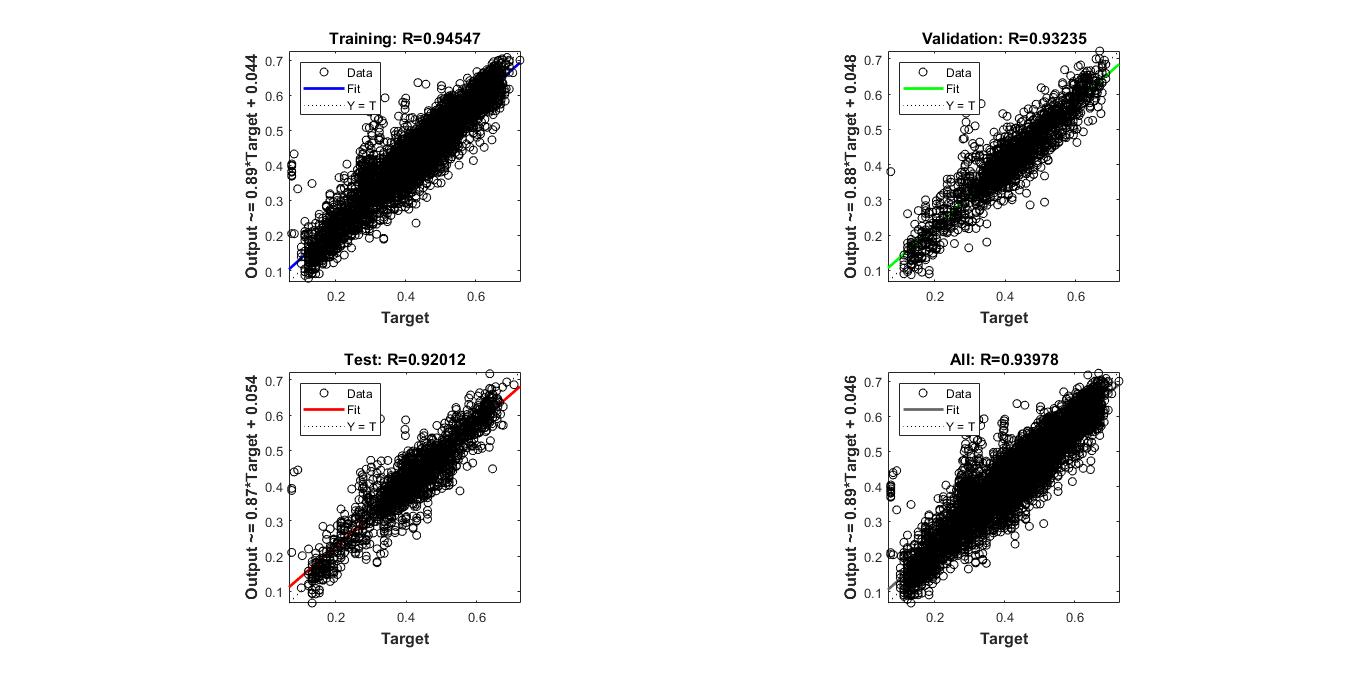 Training: R=0.94547
Output ~= 0.89*Target + 0.044
0.7
0.6
0.5
0.4
0.3
0.2
0.1
Data
Fit
Y = T
0.2 0.4 0.6
Target
Validation: R=0.93235
Output ~= 0.88*Target + 0.048
0.7
0.6
0.5
0.4
0.3
0.2
0.1
Data
Fit
Y = T
0.2 0.4 0.6
Target
Test: R=0.92012
Output ~= 0.87*Target + 0.054
0.7
0.6
0.5
0.4
0.3
0.2
0.1
Data
Fit
Y = T
0.2 0.4 0.6
Target
All: R=0.93978
Output ~= 0.89*Target + 0.046
0.7
0.6
0.5
0.4
0.3
0.2
0.1
Data
Fit
Y = T
0.2 0.4 0.6
Target